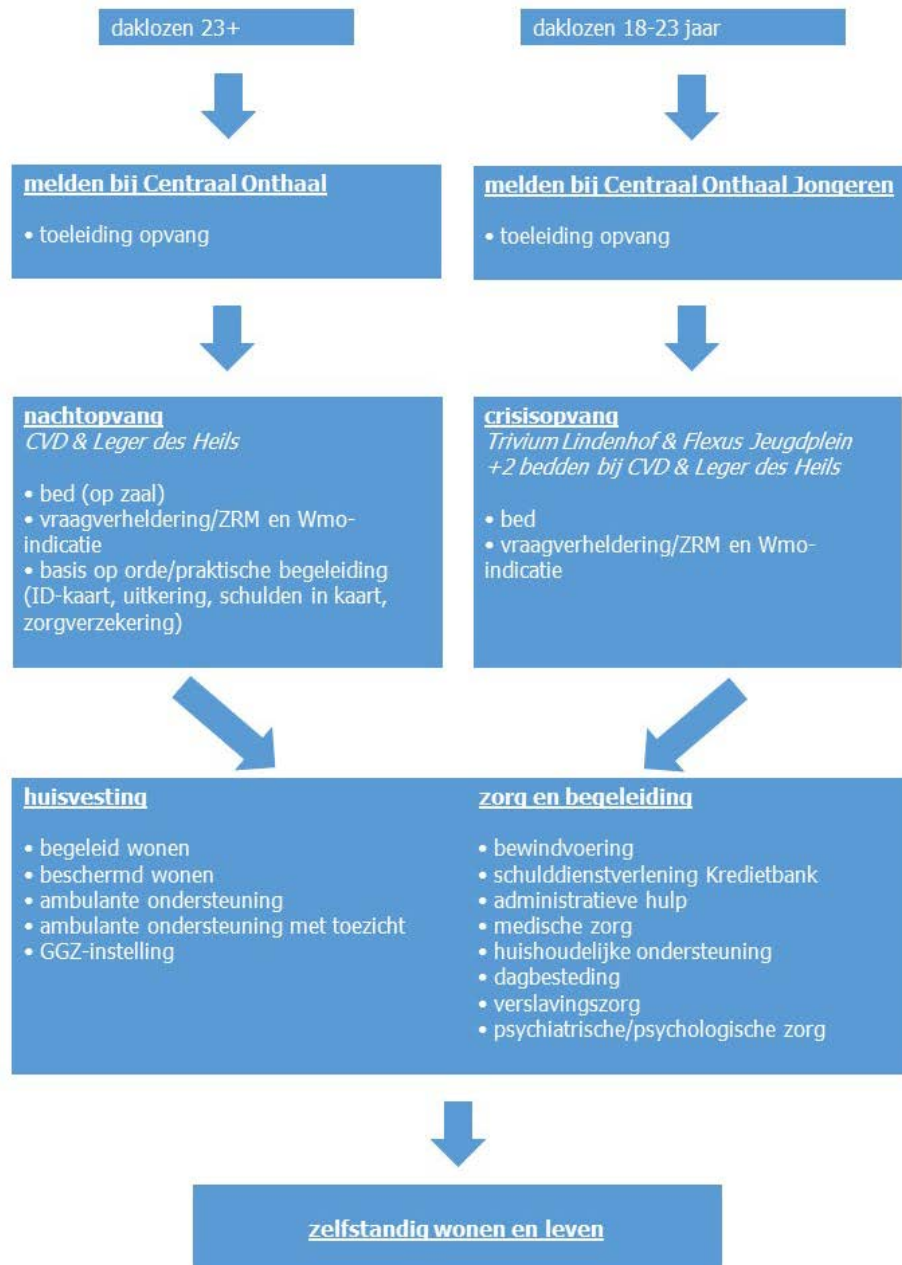 daklozen 23+
daklozen 18-23 jaar
melden bij Centraal Onthaal
• toeleiding opvang
melden bij Centraal Onthaal Jongeren
• toeleiding opvang
nachtopvang
CVD & Leger des Heils
• bed (op zaal)
• vraagverheldering/ZRM en Wmo-
indicatie
• basis op orde/praktische begeleiding
(ID-kaart, uitkering, schulden in kaart,
zorgverzekering)
crisisopvang
Trivium Lindenhof & Flexus Jeugdplein
+2 bedden bij CVD & Leger des Heils
• bed
• vraagverheldering/ZRM en Wmo-
indicatie
huisvesting
• begeleid wonen
• beschermd wonen
• ambulante ondersteuning
• ambulante ondersteuning met toezicht
• GGZ-instelling
zorg en begeleiding
• bewindvoering
• schulddienstverlening Kredietbank
• administratieve hulp
• medische zorg
• huishoudelijke ondersteuning
• dagbesteding
• verslavingszorg
• psychiatrische/psychologische zorg
zelfstandig wonen en leven